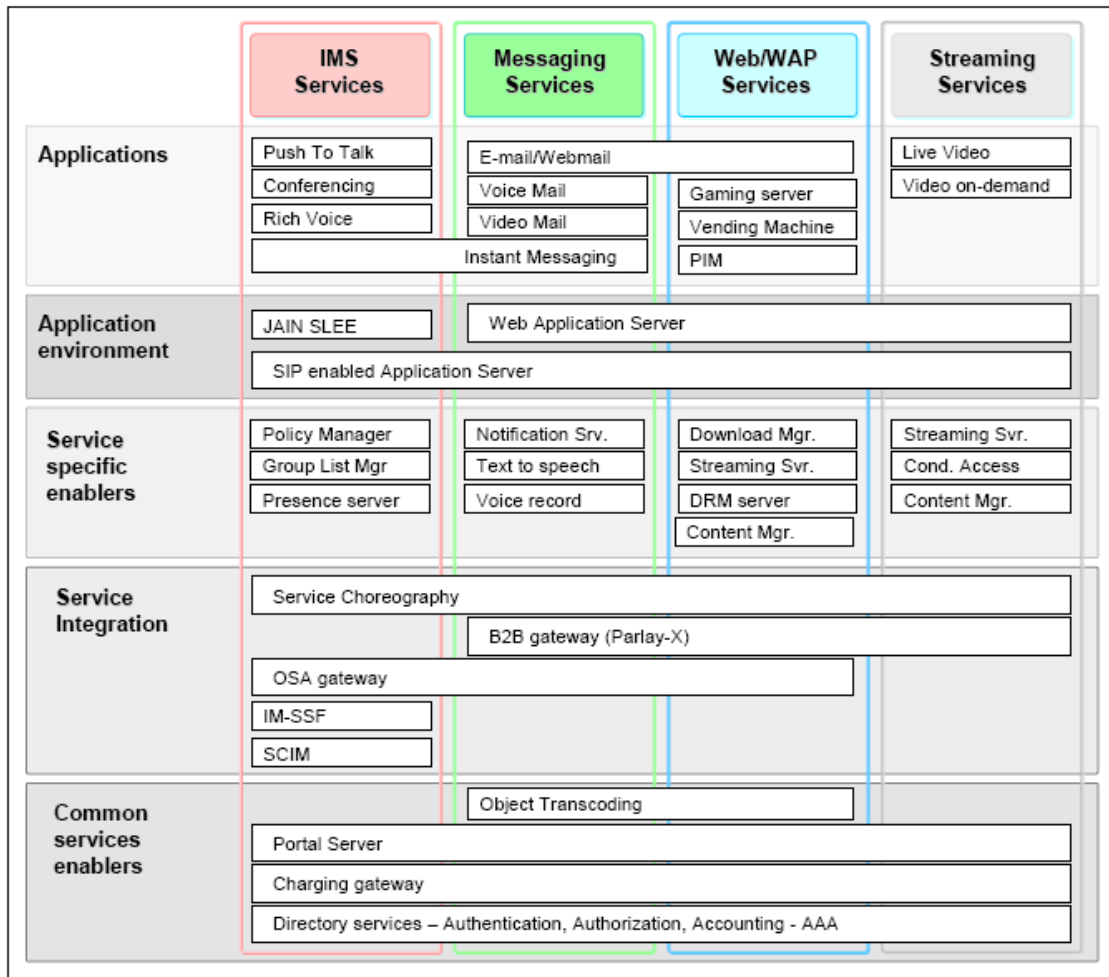 IMS
Services
Messaging
Services
Web/WAP
Services
Streaming
Services
Applications
Push To Talk
Conferencing
Rich Voice
E-mail/Webmail
Voice Mail
Video Mail
Instant Messaging
Gaming server
Vending Machine
PIM
Live Video
Video on-demand
Application
environment
JAIN SLEE
Web Application Server
SIP enabled Application Server
Service
specific
enablers
Policy Manager
Group List Mgr
Presence server
Notification Srv.
Text to speech
Voice record
Download Mgr.
Streaming Svr.
DRM server
Content Mgr.
Streaming Svr.
Cond. Access
Content Mgr.
Service
Integration
Service Choreography
B2B gateway (Parlay-X)
OSA gateway
IM-SSF
SCIM
Common
services
enablers
Object Transcoding
Portal Server
Charging gateway
Directory services – Authentication, Authorization, Accounting - AAA